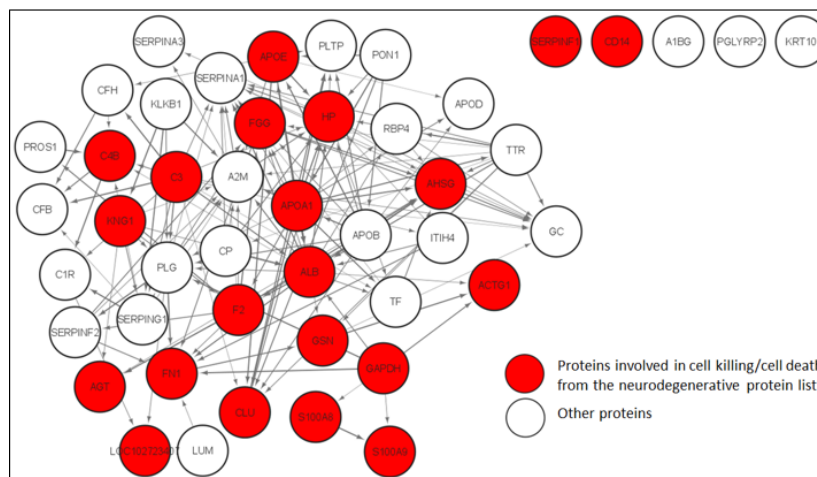 SERPINA3
PLTP
APOE
PON1
SERPINF1
CD14
A1BG
PGLYRP2
KRT10
SERPINA1
CFH
KLKB1
APOD
FGG
HP
RBP4
PROS1
C4B
TTR
C3
A2M
AHSG
APOA1
CFB
KNG1
APOB
ITIH4
GC
CP
C1R
PLG
ALB
ACTG1
TF
F2
SERPING1
SERPINF2
GSN
GAPDH
AGT
FN1
CLU
S100A8
LOC102723407
LUM
S100A9
Proteins involved in cell killing/cell death
from the neurodegenerative protein list
Other proteins